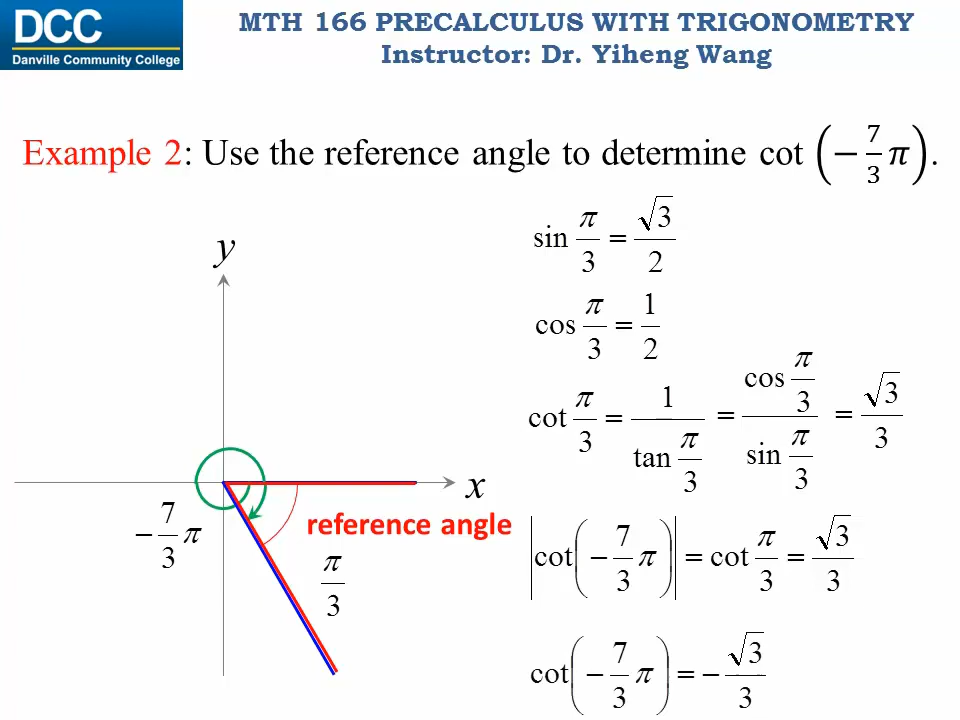 DCC
Danville Community College
MTH 166 PRECALCULUS WITH TRIGONOMETRY
Instructor: Dr. Yiheng Wang
Example 2: Use the reference angle to determine cot (−7/3 π).
sin π/3 = √3/2
cos π/3 = 1/2
cot π/3 = 1/(tan π/3) = (cos π/3)/(sin π/3) = √3/3
|cot(−7/3 π)| = cot π/3 = √3/3
cot(−7/3 π) = −√3/3
y
x
−7/3 π
reference angle
π/3